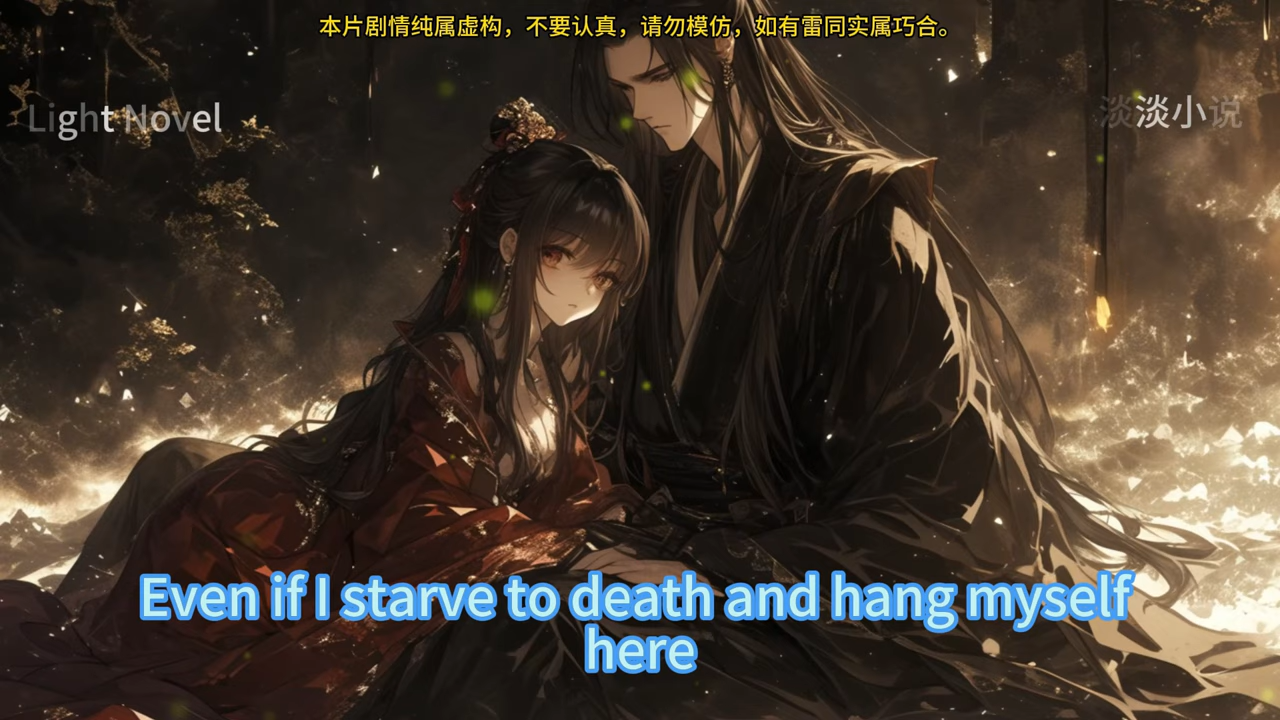 本片剧情纯属虚构，不要认真，请勿模仿，如有雷同实属巧合。
Light Novel
淡淡小说
Even if I starve to death and hang myself
here